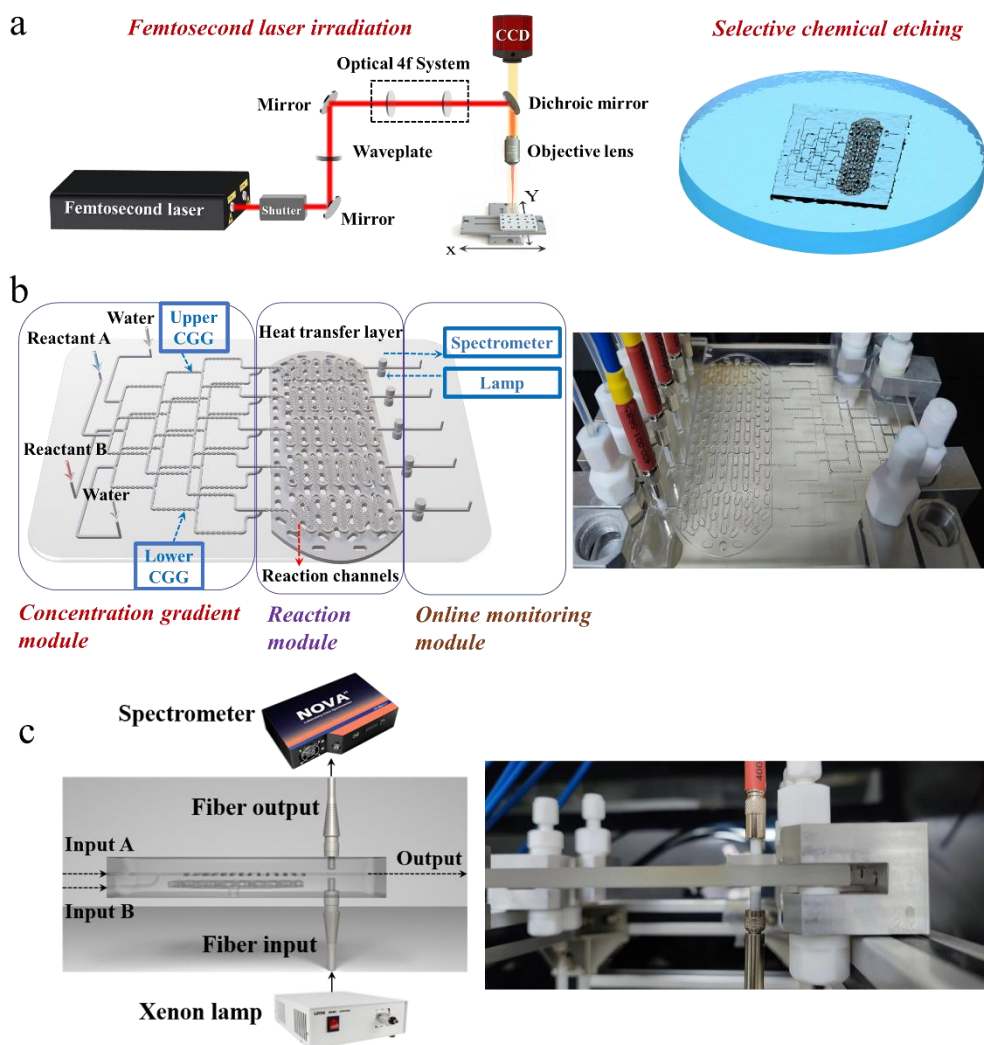 a
Femtosecond laser irradiation
Selective chemical etching
CCD
Optical 4f System
Mirror
Dichroic mirror
Waveplate
Objective lens
Femtosecond laser
Shutter
Mirror
Y
x
b
Water
Upper
CGG
Heat transfer layer
Reactant A
Spectrometer
Lamp
Reactant B
Water
Lower
CGG
Reaction channels
Concentration gradient
module
Reaction
module
Online monitoring
module
c
Spectrometer
NOVA
Fiber output
Input A
Output
Input B
Fiber input
Xenon lamp
400